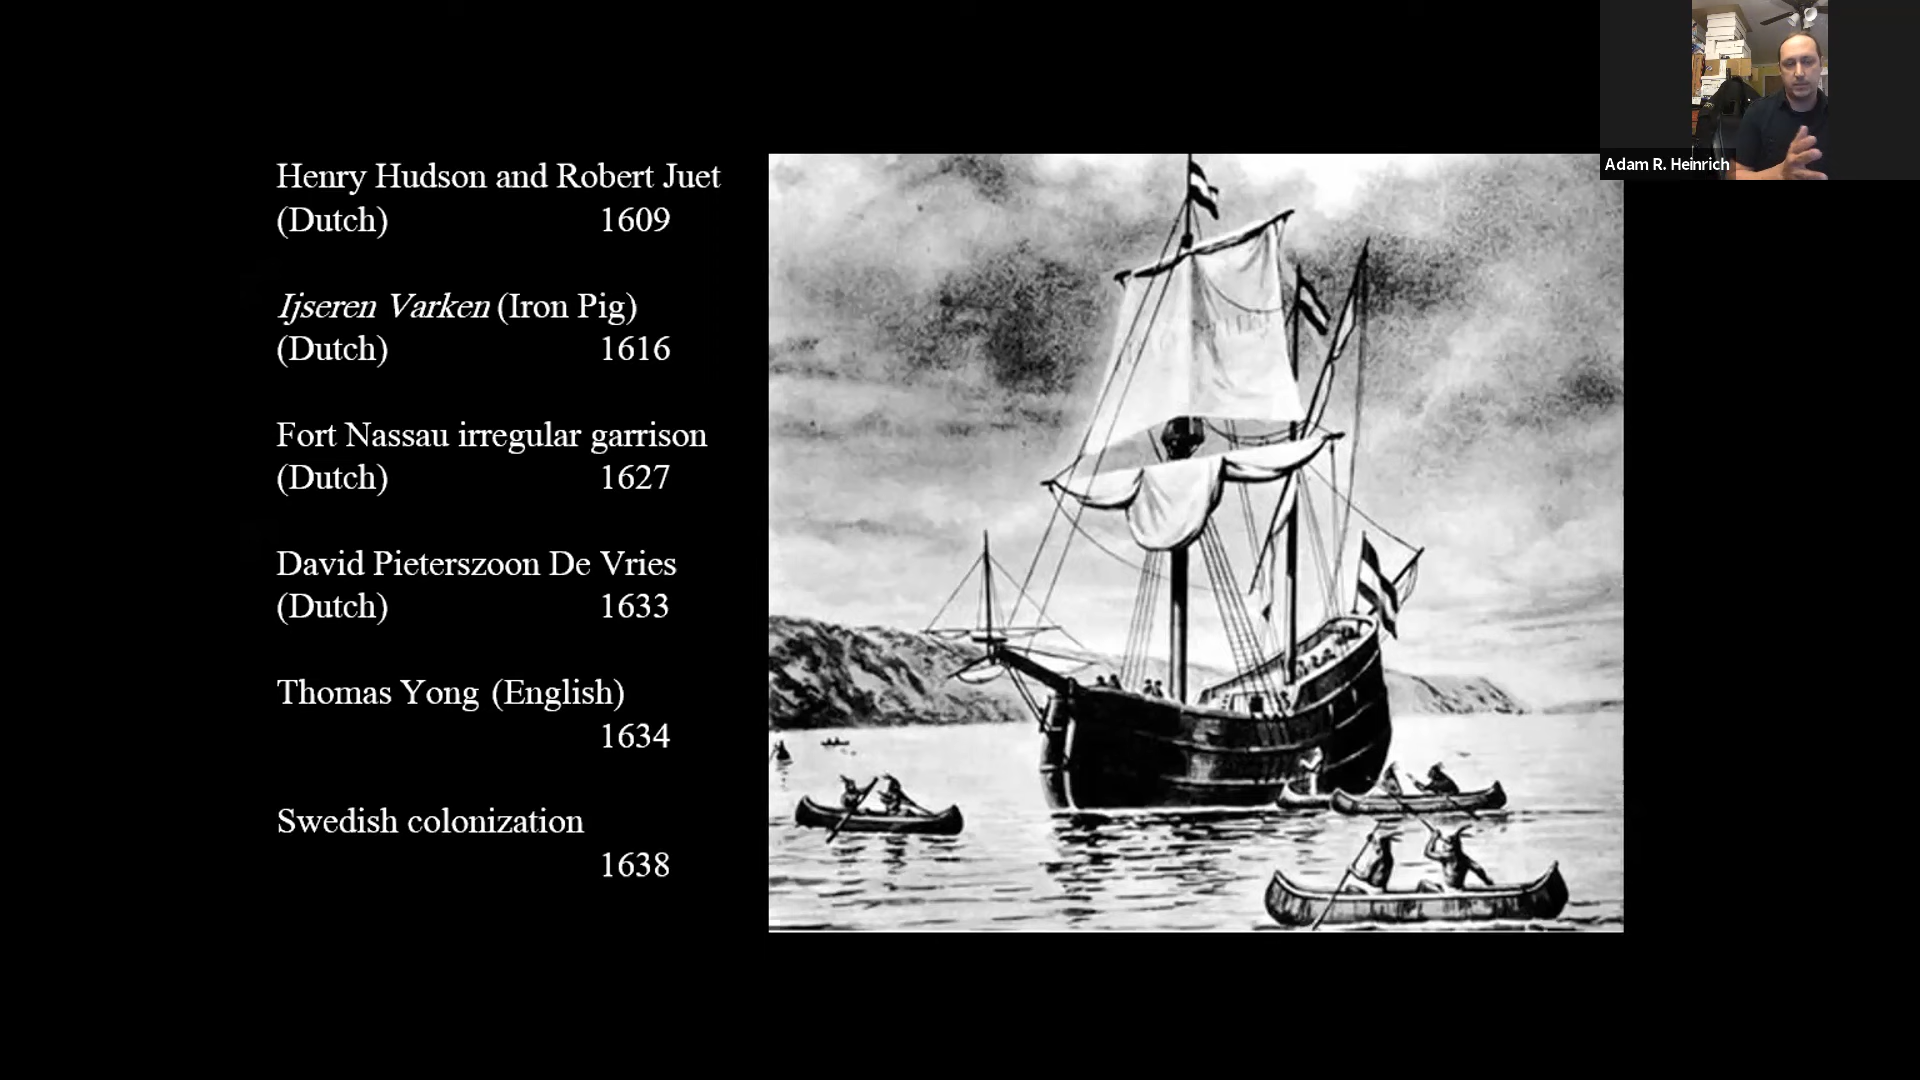 Henry Hudson and Robert Juet
(Dutch) 1609
Ijseren Varken (Iron Pig)
(Dutch) 1616
Fort Nassau irregular garrison
(Dutch) 1627
David Pieterszoon De Vries
(Dutch) 1633
Thomas Yong (English)
1634
Swedish colonization
1638
Adam R. Heinrich